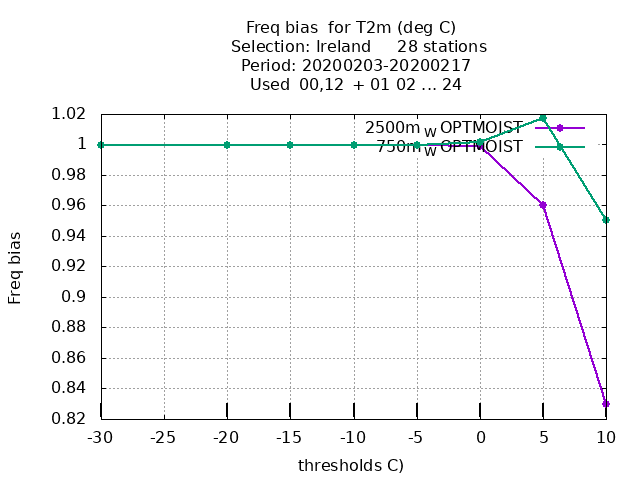 Freq bias for T2m (deg C)
Selection: Ireland 28 stations
Period: 20200203-20200217
Used 00,12 + 01 02 ... 24
2500m W OPTMOIST
750m W OPTMOIST
1.02
1
0.98
0.96
0.94
0.92
0.9
0.88
0.86
0.84
0.82
Freq bias
-30 -25 -20 -15 -10 -5 0 5 10
thresholds C)